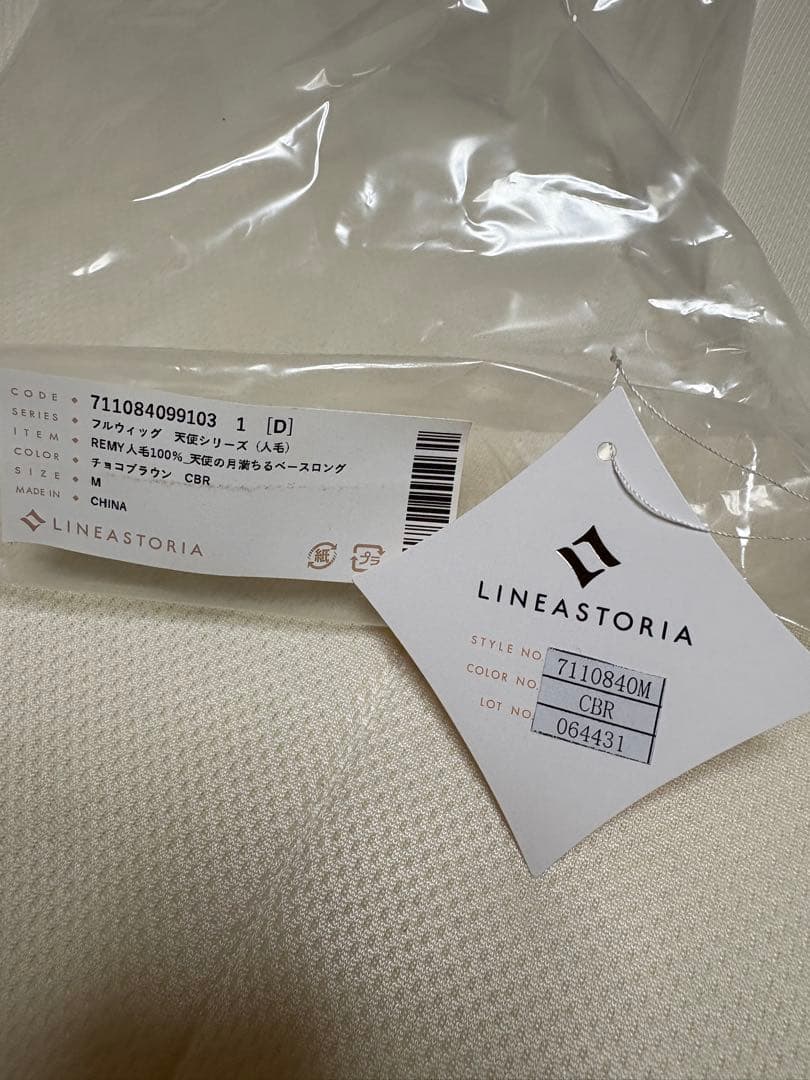 CODE ◆ 711084099103 1 [D]
SERIES ◆ フルウィッグ 天使シリーズ（人毛）
ITEM ◆ REMY人毛100%_天使の月満ちるベースロング
COLOR ◆ チョコブラウン CBR
SIZE ◆ M
MADE IN ◆ CHINA
LINEASTORIA
紙
プラ
LINEASTORIA
STYLE NO 7110840M
COLOR NO. CBR
LOT NO. 064431